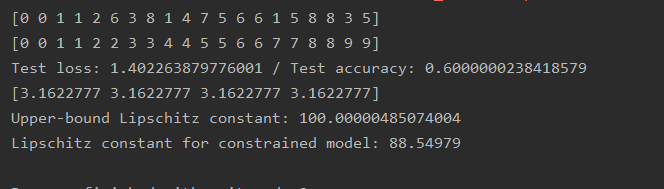 [0 0 1 1 2 6 3 8 1 4 7 5 6 6 1 5 8 8 3 5]
[0 0 1 1 2 2 3 3 4 4 5 5 6 6 7 7 8 8 9 9]
Test loss: 1.402263879776001 / Test accuracy: 0.6000000238418579
[3.1622777 3.1622777 3.1622777 3.1622777]
Upper-bound Lipschitz constant: 100.00000485074004
Lipschitz constant for constrained model: 88.54979